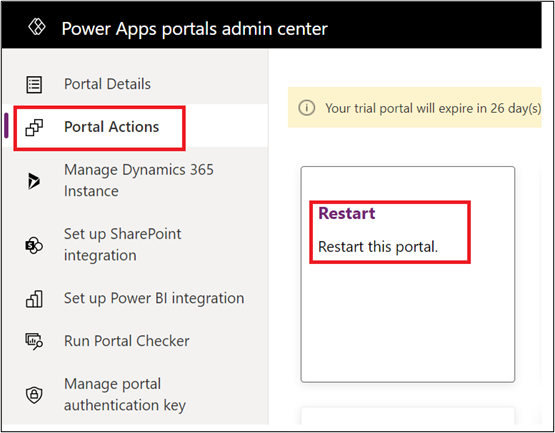 Power Apps portals admin center
Portal Details
Portal Actions
Manage Dynamics 365
Instance
Set up SharePoint
integration
Set up Power BI integration
Run Portal Checker
Manage portal
authentication key
Your trial portal will expire in 26 day(s)
Restart
Restart this portal.